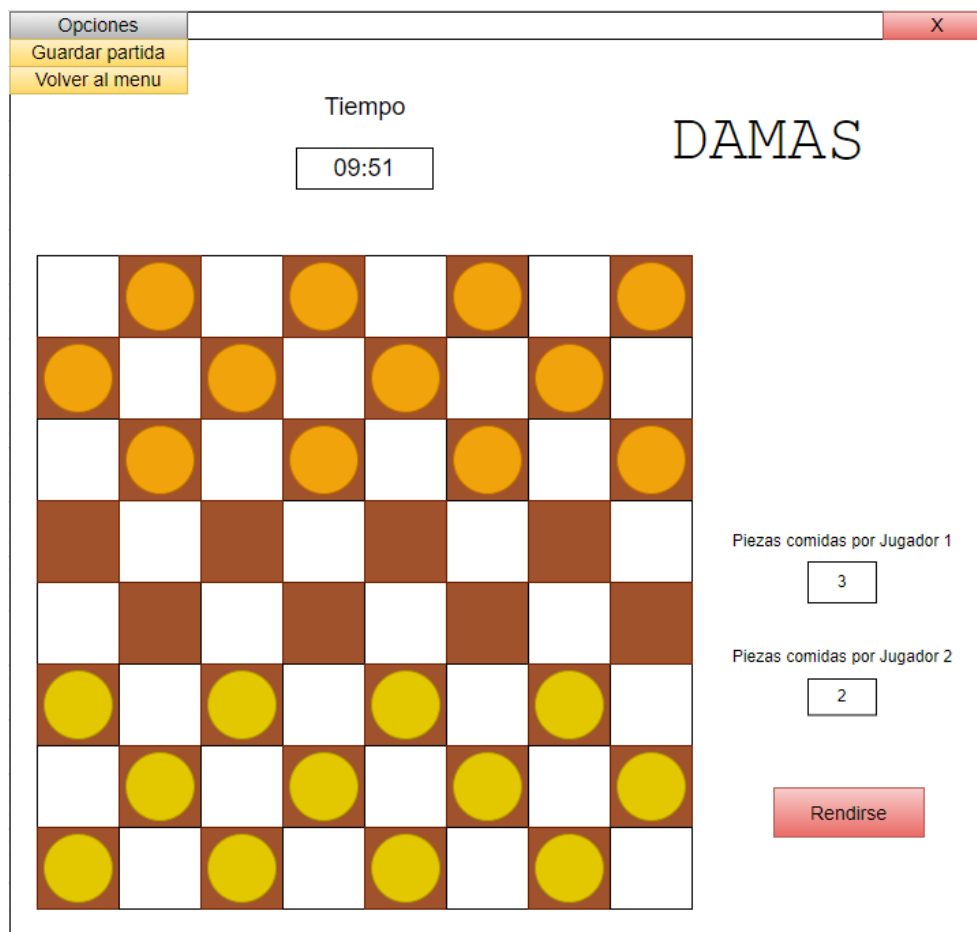 Opciones
X
Guardar partida
Volver al menu
Tiempo
DAMAS
09:51
Piezas comidas por Jugador 1
3
Piezas comidas por Jugador 2
2
Rendirse